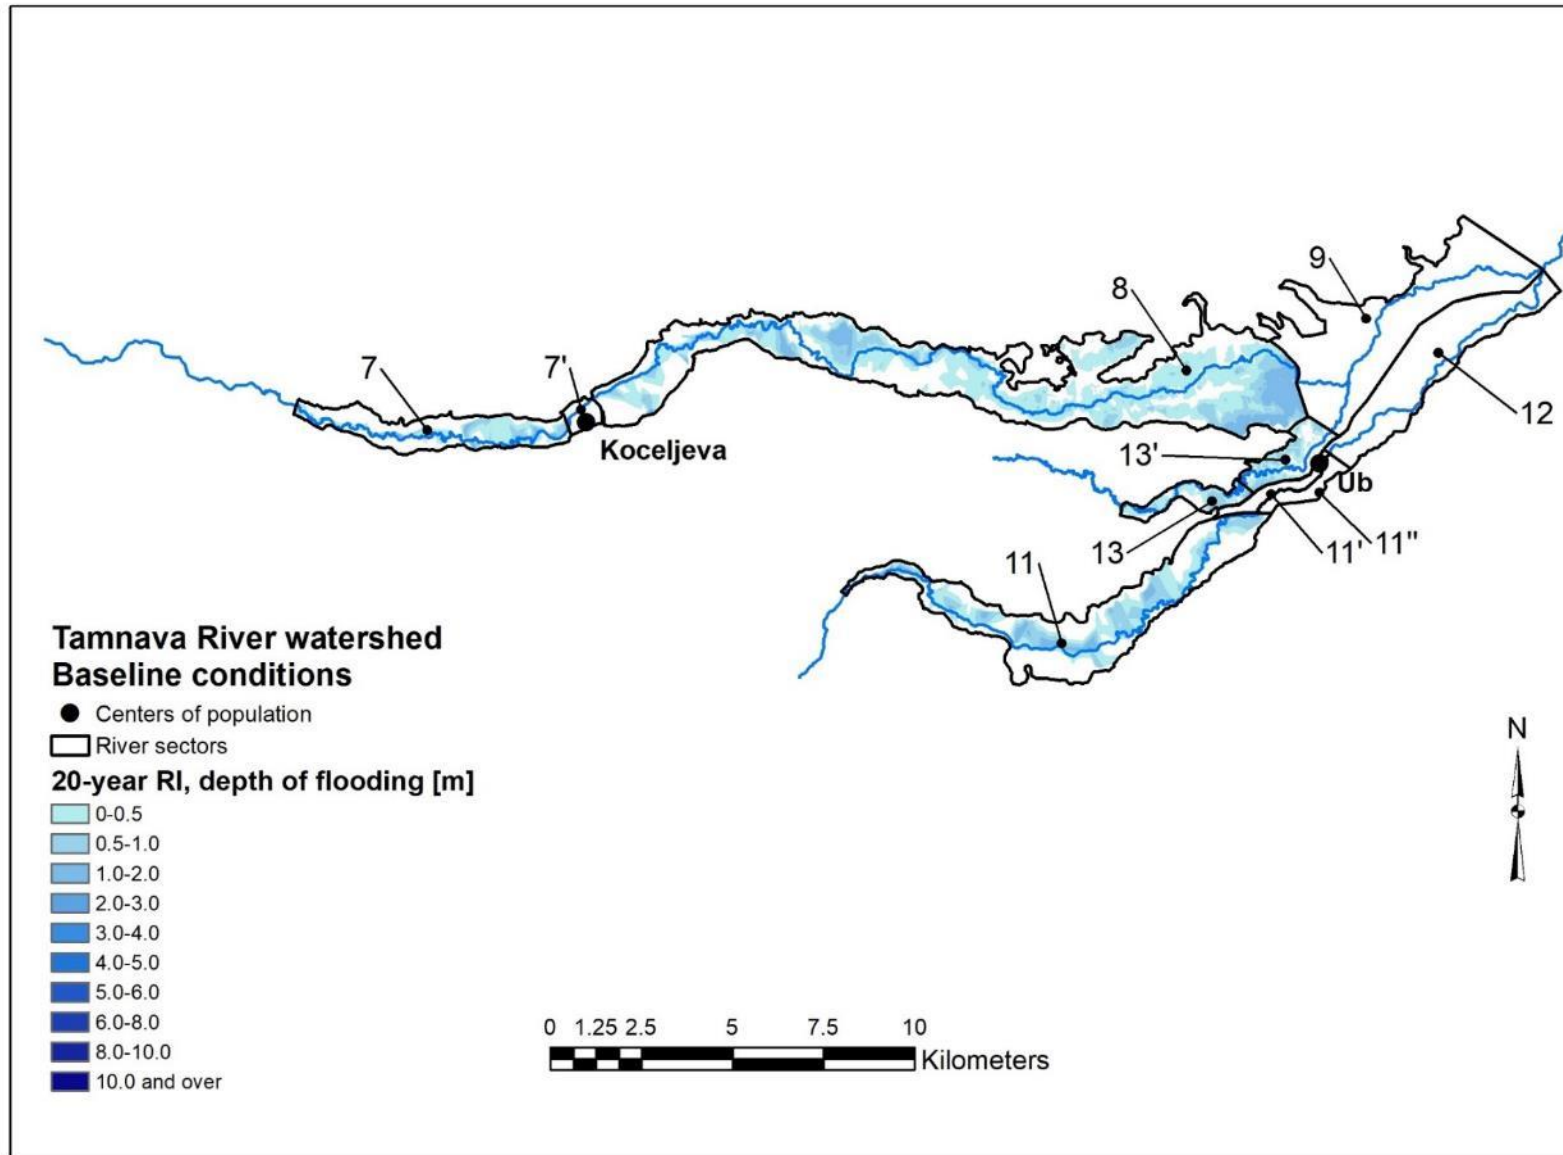 9
8
7
7'
12
Koceljeva
13'
Ub
13
11'
11"
11
Tamnava River watershed
Baseline conditions
Centers of population
River sectors
20-year RI, depth of flooding [m]
0-0.5
0.5-1.0
1.0-2.0
2.0-3.0
3.0-4.0
4.0-5.0
5.0-6.0
6.0-8.0
8.0-10.0
10.0 and over
N
0 1.25 2.5 5 7.5 10
Kilometers